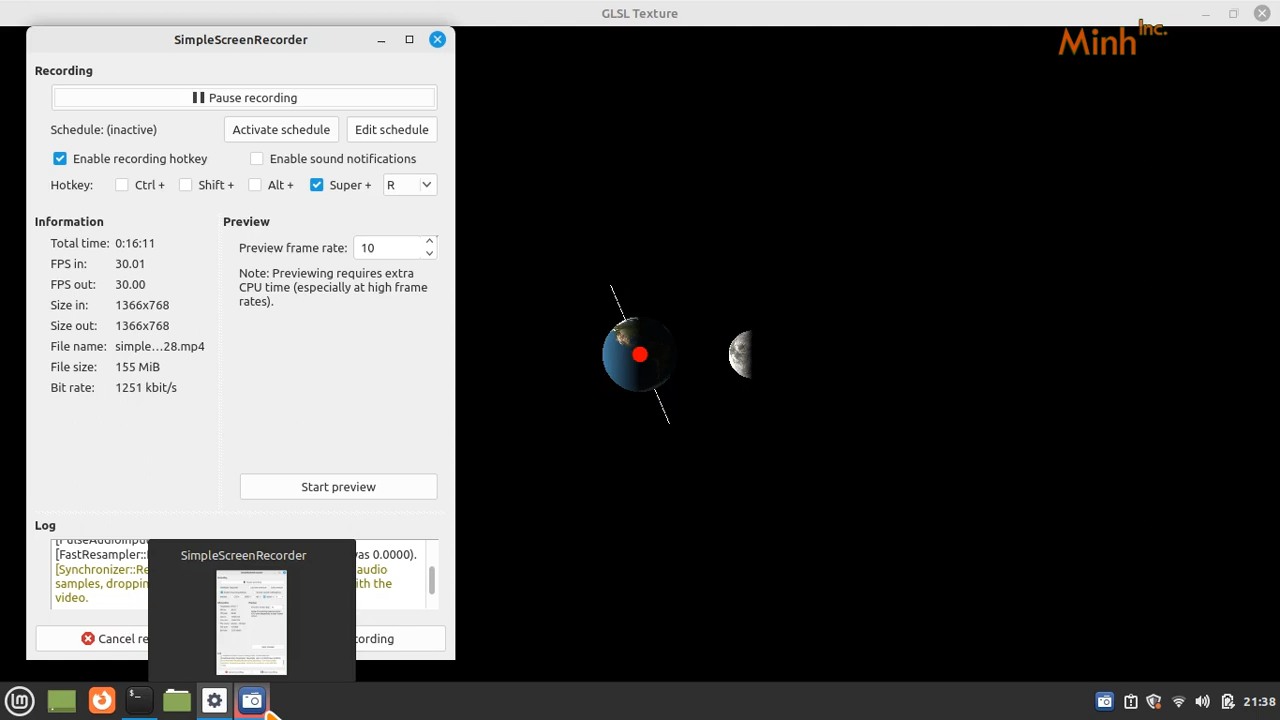 GLSL Texture
Minh Inc.
SimpleScreenRecorder
Recording
Pause recording
Schedule: (inactive)
Activate schedule
Edit schedule
Enable recording hotkey
Enable sound notifications
Hotkey:
Ctrl +
Shift +
Alt +
Super +
R
Information
Total time: 0:16:11
FPS in: 30.01
FPS out: 30.00
Size in: 1366x768
Size out: 1366x768
File name: simple...28.mp4
File size: 155 MiB
Bit rate: 1251 kbit/s
Preview
Preview frame rate: 10
Note: Previewing requires extra
CPU time (especially at high frame
rates).
Start preview
Log
[FastResampler:: as 0.0000).
[Synchronizer::Re audio
samples, droppin ith the
video.
Cancel re
cording
SimpleScreenRecorder
21:38